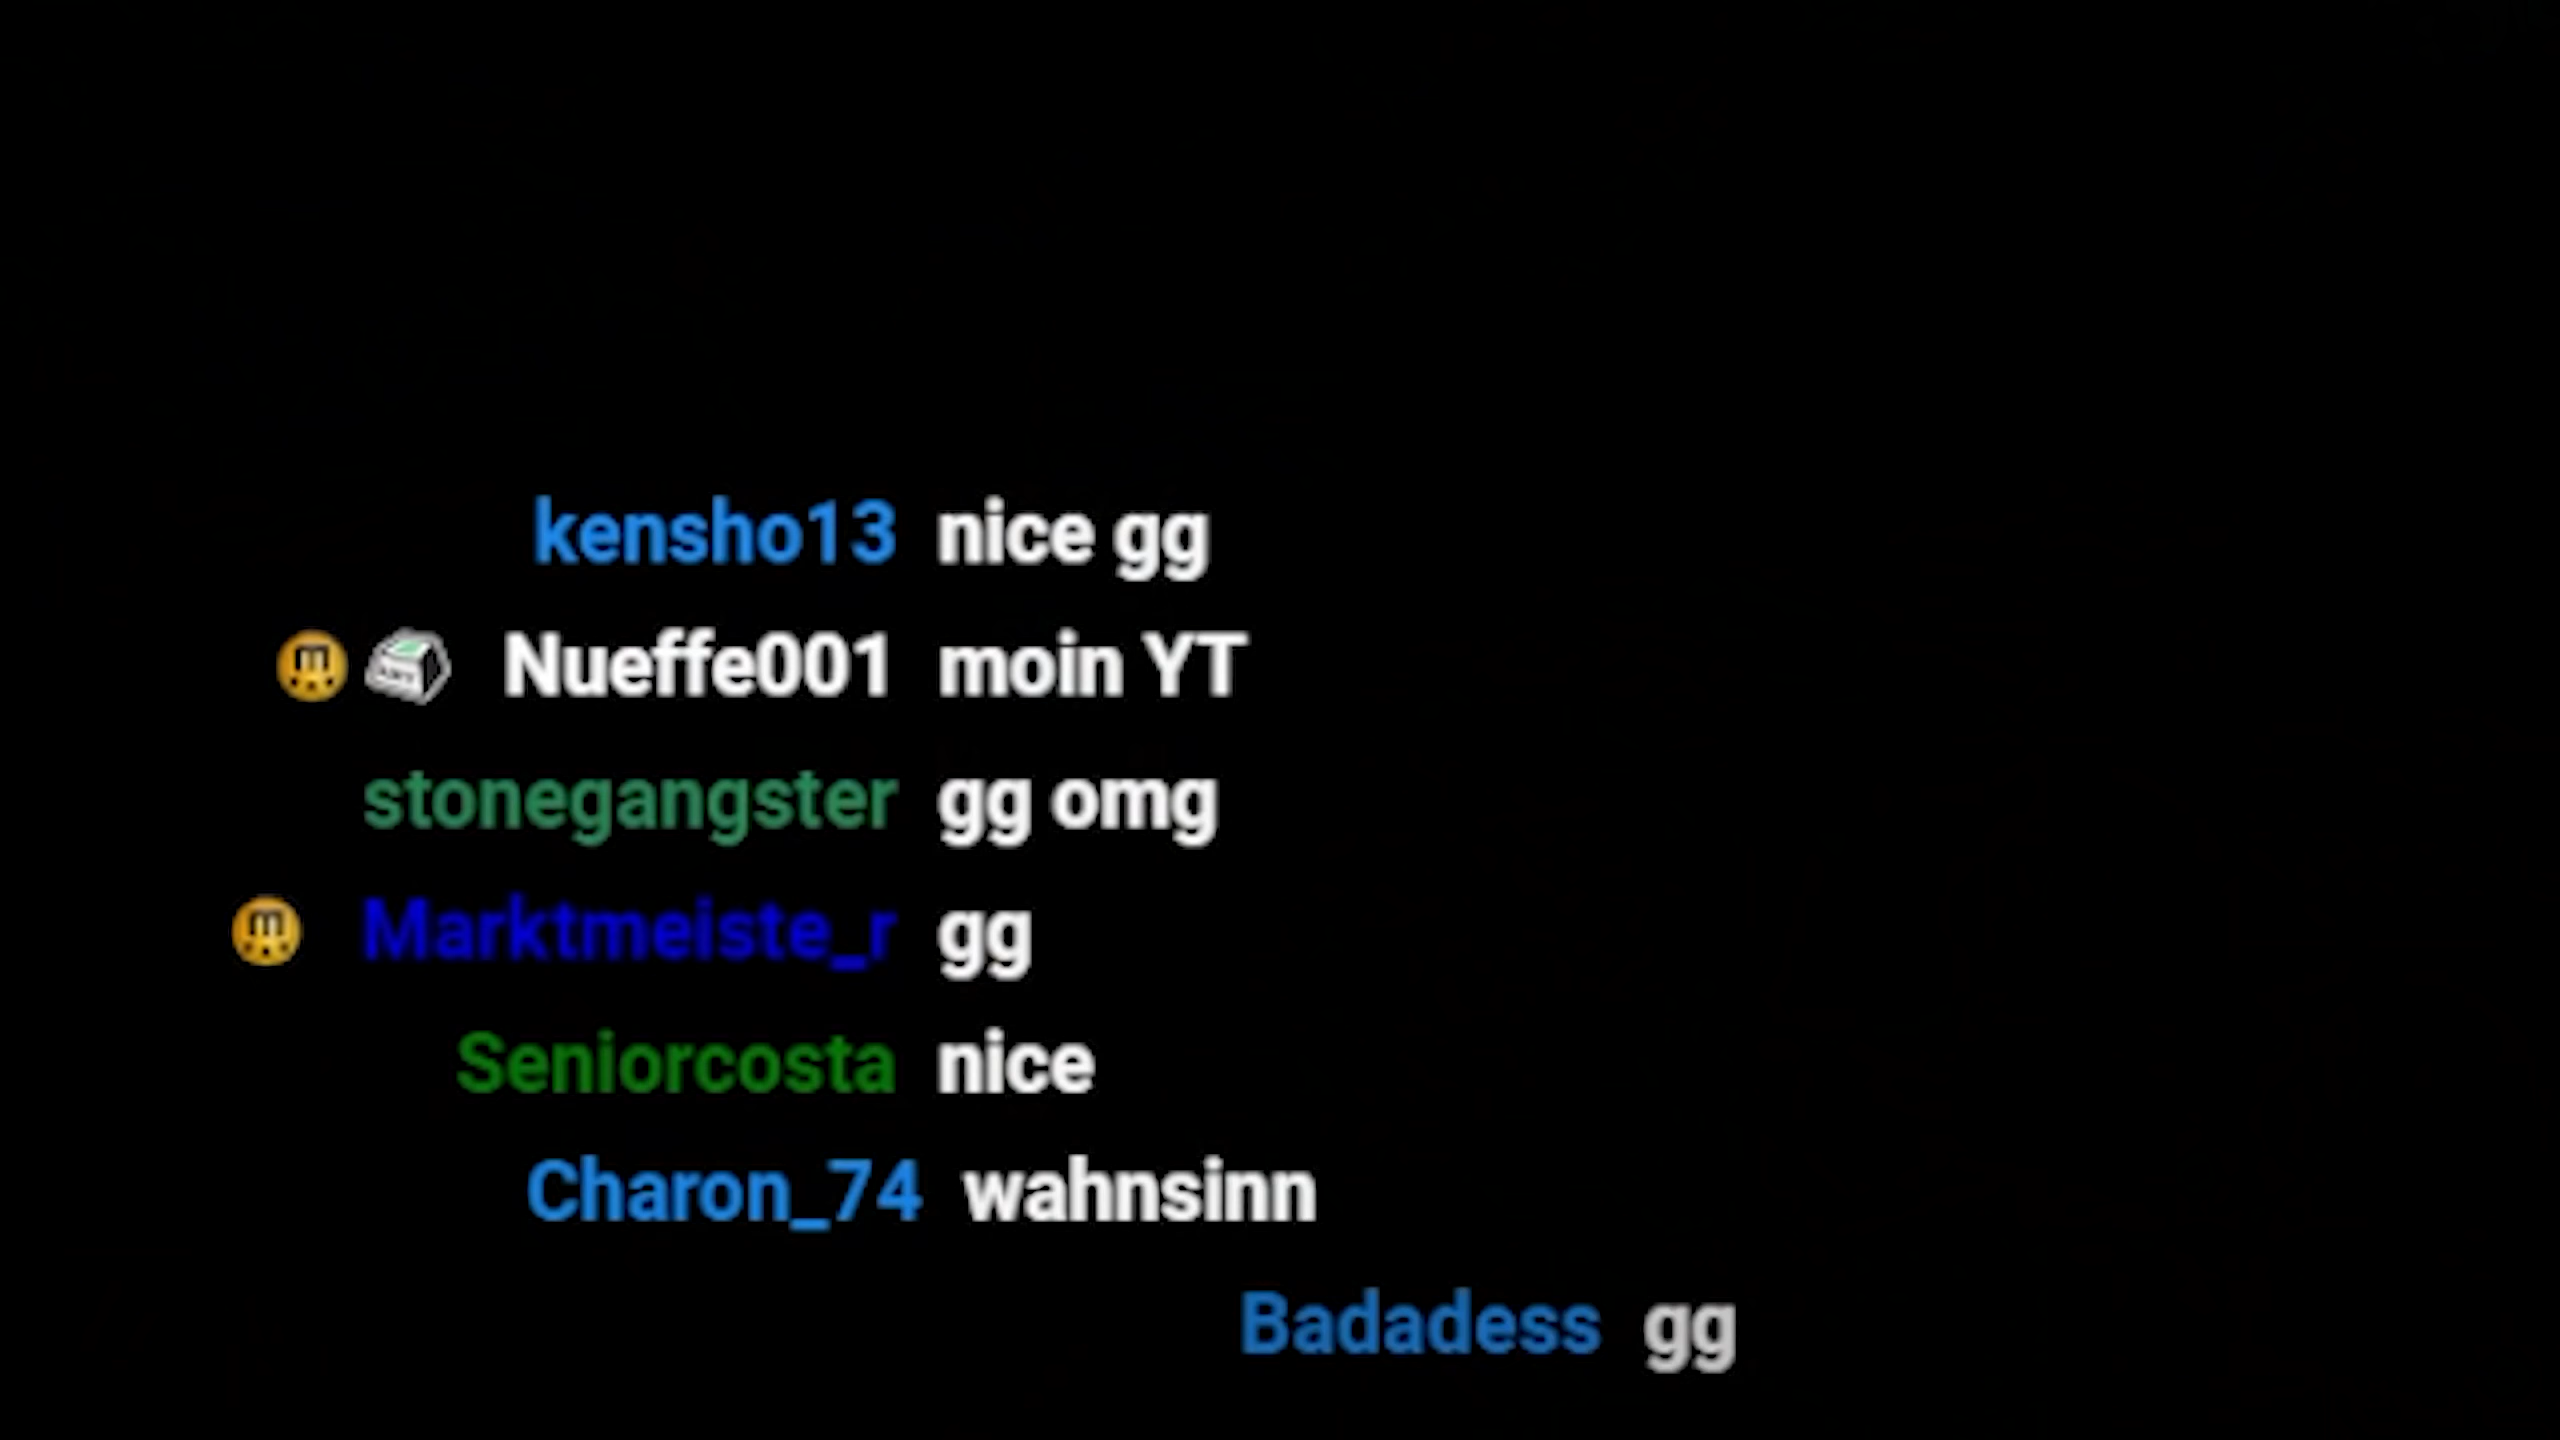 kensho13 nice gg
Nueffe001 moin YT
stonegangster gg omg
Marktmeiste_r gg
Seniorcosta nice
Charon_74 wahnsinn
Badadess gg